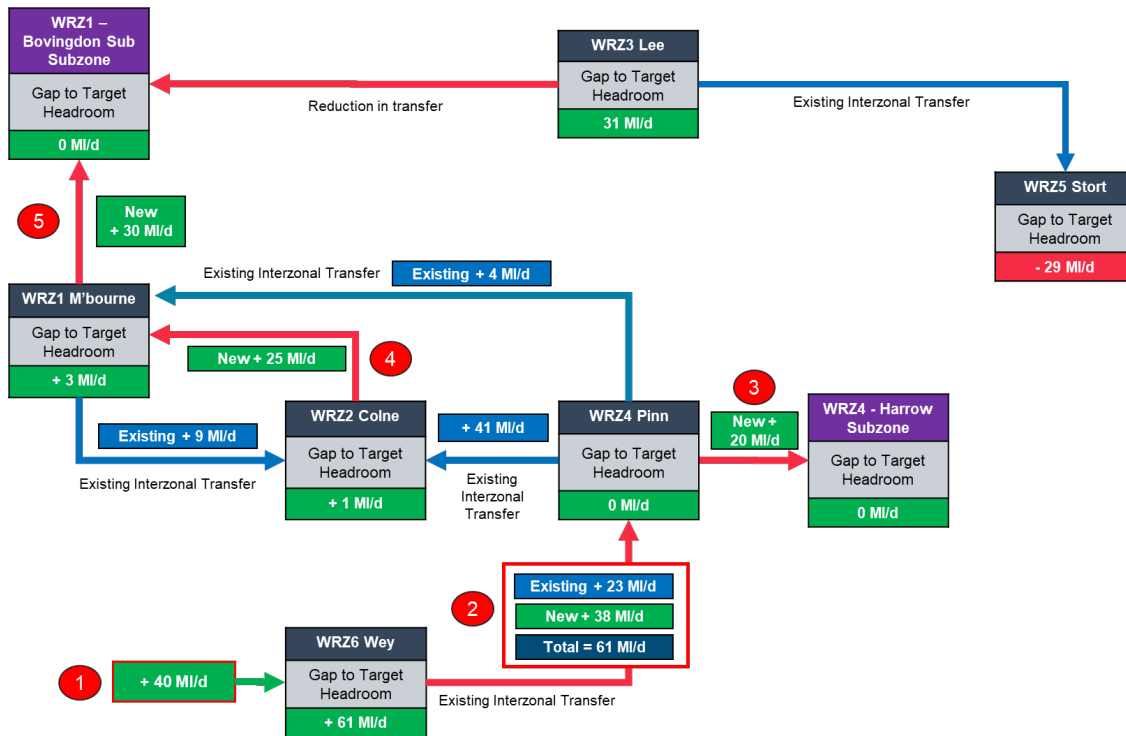 WRZ1 –
Bovingdon Sub
Subzone
Gap to Target
Headroom
0 Ml/d
WRZ3 Lee
Gap to Target
Headroom
31 Ml/d
Reduction in transfer
Existing Interzonal Transfer
WRZ5 Stort
Gap to Target
Headroom
- 29 Ml/d
5
New
+ 30 Ml/d
Existing Interzonal Transfer
Existing + 4 Ml/d
WRZ1 M'bourne
Gap to Target
Headroom
+ 3 Ml/d
New + 25 Ml/d
4
3
WRZ2 Colne
Gap to Target
Headroom
+ 1 Ml/d
Existing + 9 Ml/d
Existing Interzonal Transfer
+ 41 Ml/d
Existing
Interzonal
Transfer
WRZ4 Pinn
Gap to Target
Headroom
0 Ml/d
New +
20 Ml/d
WRZ4 - Harrow
Subzone
Gap to Target
Headroom
0 Ml/d
2
Existing + 23 Ml/d
New + 38 Ml/d
Total = 61 Ml/d
1
+ 40 Ml/d
WRZ6 Wey
Gap to Target
Headroom
+ 61 Ml/d
Existing Interzonal Transfer